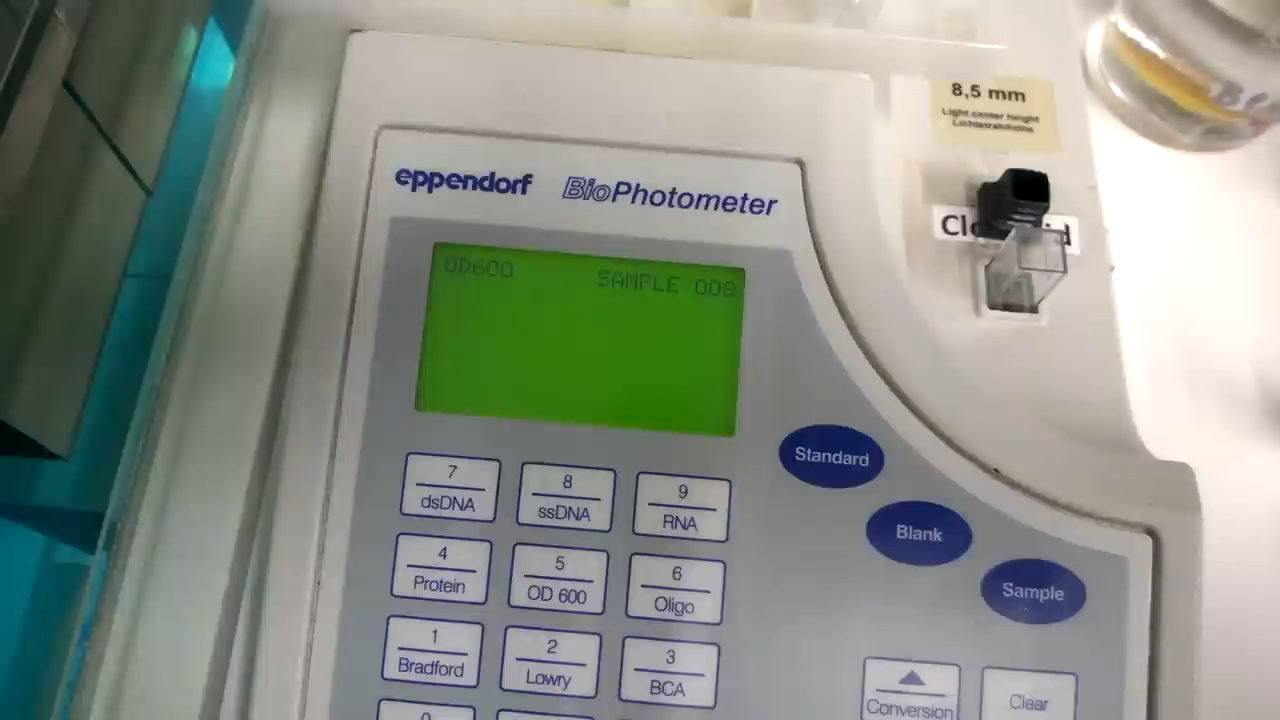 8,5 mm
Light center height
eppendorf BioPhotometer
OD600 SAMPLE 008
7
dsDNA
8
ssDNA
9
RNA
Standard
Blank
Sample
4
Protein
5
OD 600
6
Oligo
1
Bradford
2
Lowry
3
BCA
Conversion
Clear